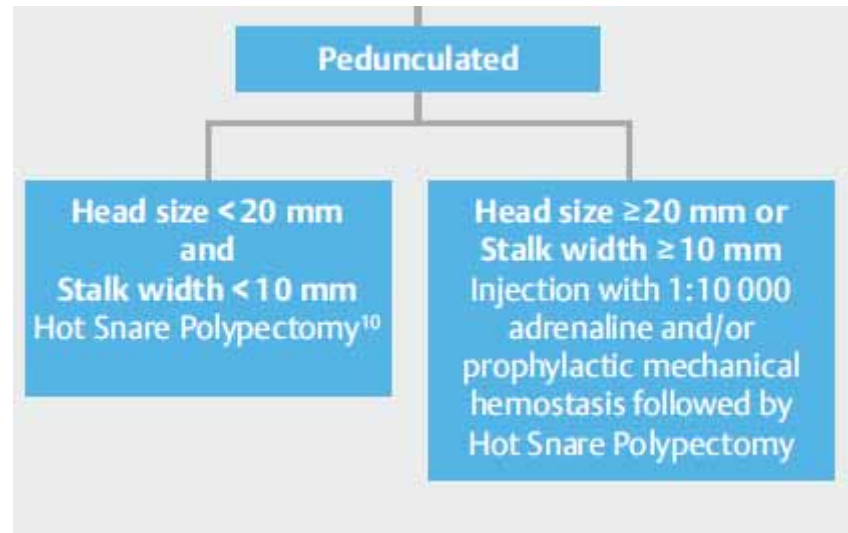 Pedunculated
Head size <20 mm
and
Stalk width <10 mm
Hot Snare Polypectomy¹⁰
Head size ≥20 mm or
Stalk width ≥10 mm
Injection with 1:10 000
adrenaline and/or
prophylactic mechanical
hemostasis followed by
Hot Snare Polypectomy